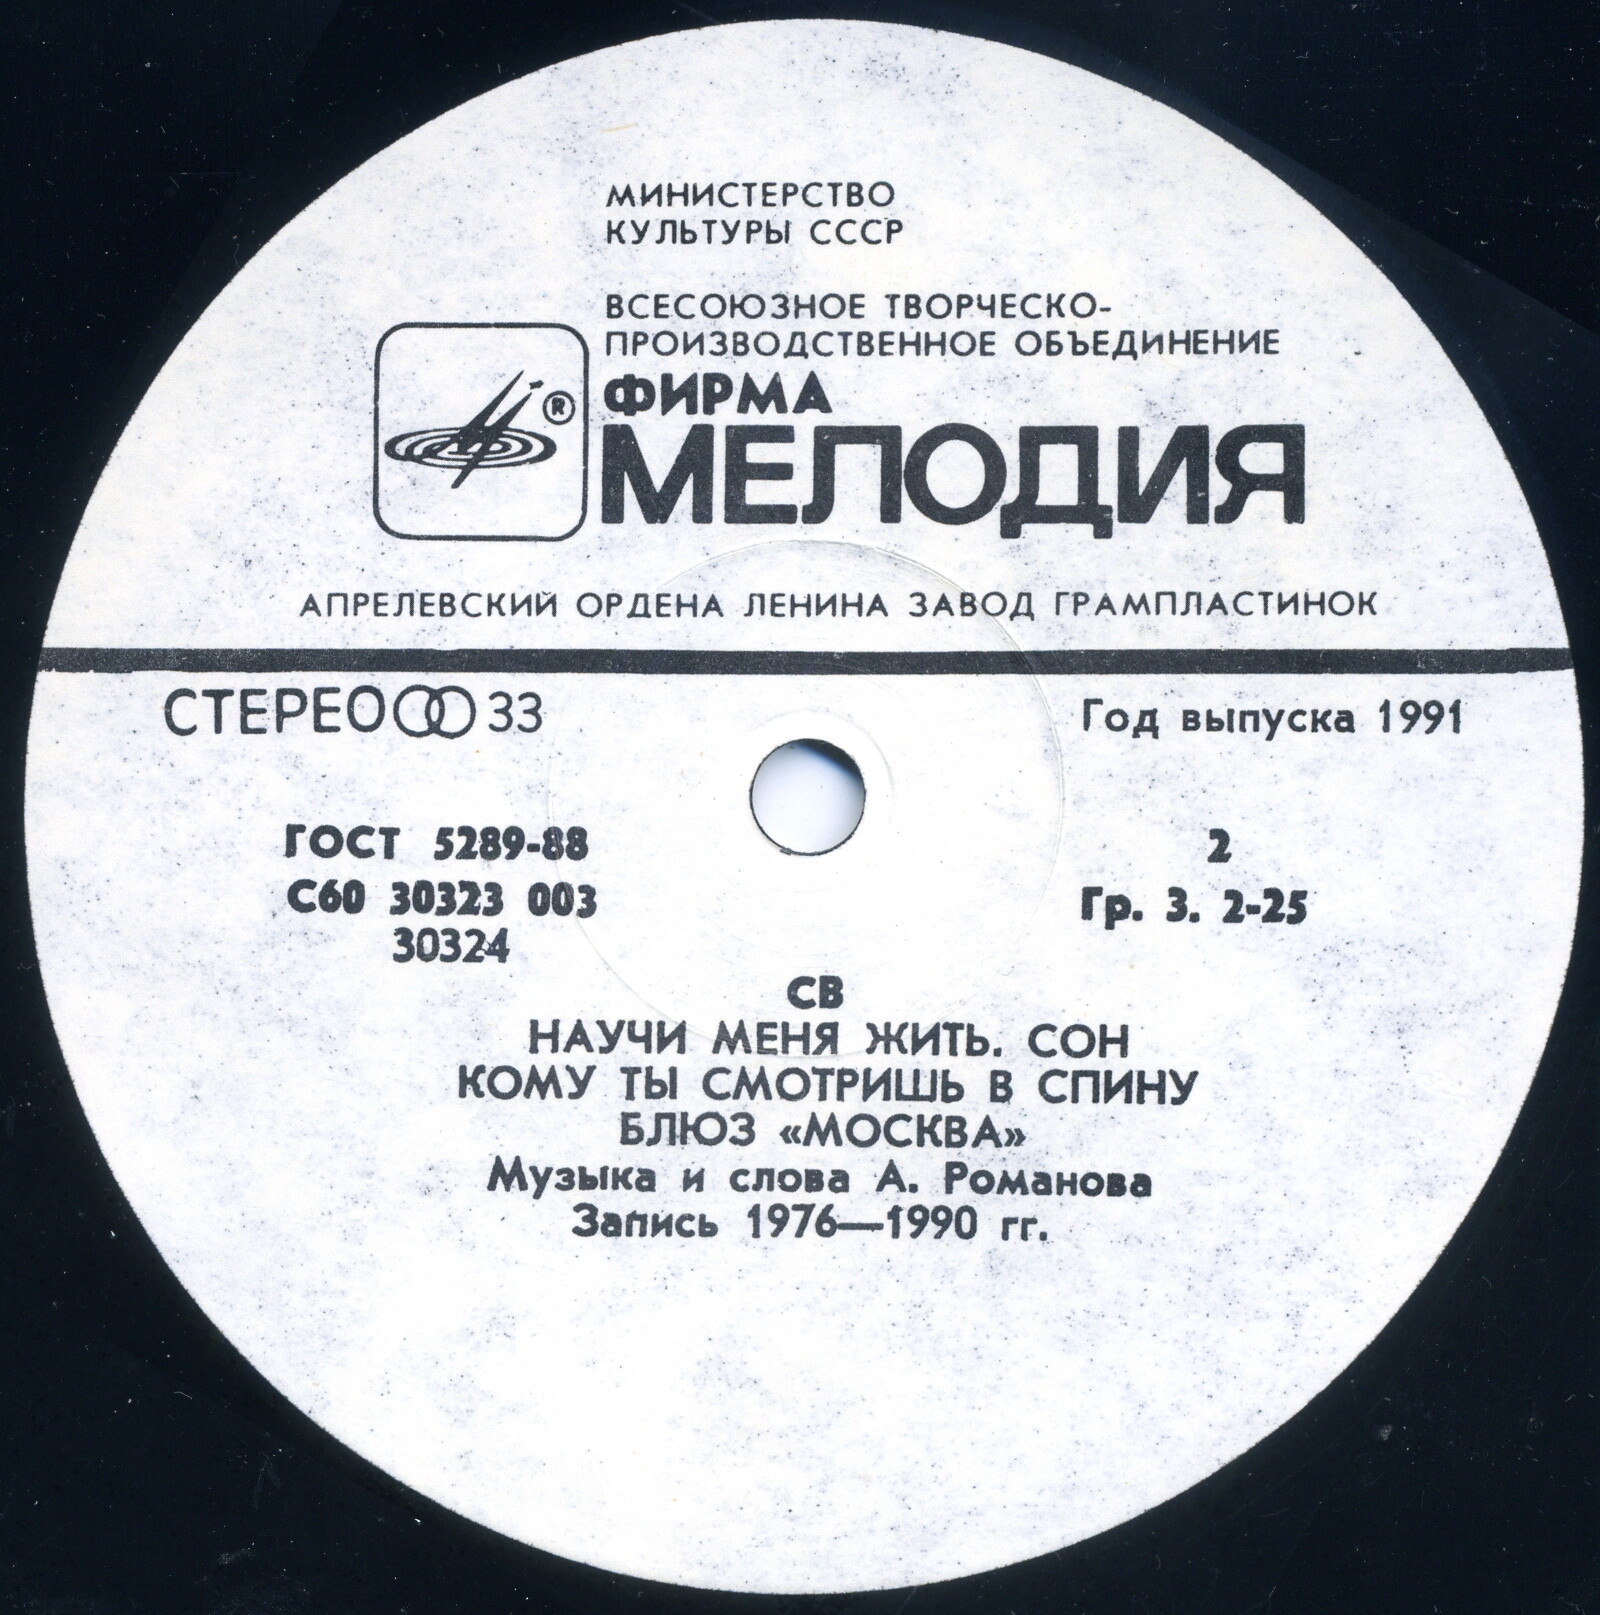 МИНИСТЕРСТВО
КУЛЬТУРЫ СССР
ВСЕСОЮЗНОЕ ТВОРЧЕСКО-
ПРОИЗВОДСТВЕННОЕ ОБЪЕДИНЕНИЕ
ФИРМА
®
МЕЛОДИЯ
АПРЕЛЕВСКИЙ ОРДЕНА ЛЕНИНА ЗАВОД ГРАМПЛАСТИНОК
СТЕРЕО 33
Год выпуска 1991
ГОСТ 5289-88
2
С60 30323 003
Гр. 3. 2-25
30324
СВ
НАУЧИ МЕНЯ ЖИТЬ. СОН
КОМУ ТЫ СМОТРИШЬ В СПИНУ
БЛЮЗ «МОСКВА»
Музыка и слова А. Романова
Запись 1976—1990 гг.